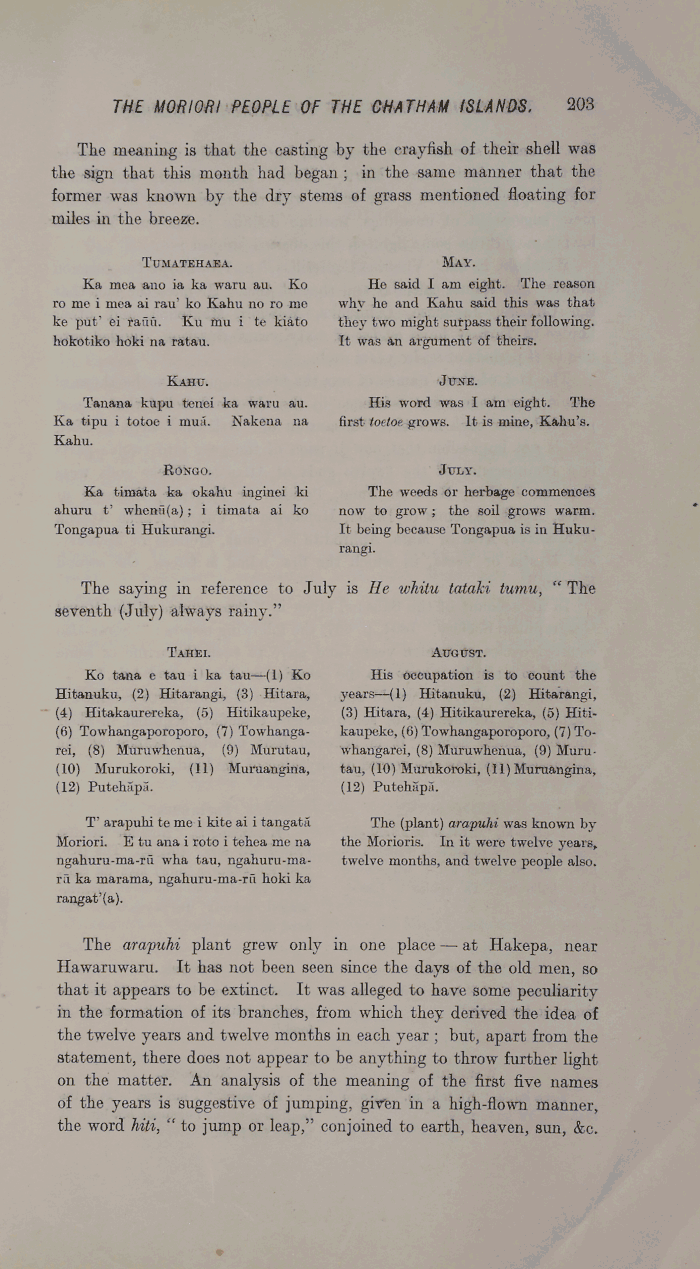 THE MORIORI PEOPLE OF THE CHATHAM ISLANDS. 203
The meaning is that the casting by the crayfish of their shell was
the sign that this month had began ; in the same manner that the
former was known by the dry stems of grass mentioned floating for
miles in the breeze.
TUMATEHAEA.
Ka mea ano ia ka waru au. Ko
ro me i mea ai rau’ ko Kahu no ro me
ke put’ ei raūū. Ku mu i te kiato
hokotiko hoki na ratau.
MAY.
He said I am eight. The reason
why he and Kahu said this was that
they two might surpass their following.
It was an argument of theirs.
KAHU.
Tanana kupu tenei ka waru au.
Ka tipu i totoe i muā. Nakena na
Kahu.
JUNE.
His word was I am eight. The
first toetoe grows. It is mine, Kahu’s.
RONGO.
Ka timata ka okahu inginei ki
ahuru t’ whenū(a) ; i timata ai ko
Tongapua ti Hukurangi.
JULY.
The weeds or herbage commences
now to grow ; the soil grows warm.
It being because Tongapua is in Huku-
rangi.
The saying in reference to July is He whitu tataki tumu, “ The
seventh (July) always rainy.”
TAHEI.
Ko tana e tau i ka tau—(1) Ko
Hitanuku, (2) Hitarangi, (3) Hitara,
(4) Hitakaurereka, (5) Hitikaupeke,
(6) Towhangaporoporo, (7) Towhanga-
rei, (8) Muruwhenua, (9) Murutau,
(10) Murukoroki, (11) Muruangina,
(12) Putehāpā.
AUGUST.
His occupation is to count the
years—(1) Hitanuku, (2) Hitarangi,
(3) Hitara, (4) Hitikaurereka, (5) Hiti-
kaupeke, (6) Towhangaporoporo, (7) To-
whangarei, (8) Muruwhenua, (9) Muru-
tau, (10) Murukoroki, (11) Muruangina,
(12) Putehāpā.
T’ arapuhi te me i kite ai i tangatā
Moriori. E tu ana i roto i tehea me na
ngahuru-ma-rū wha tau, ngahuru-ma-
rū ka marama, ngahuru-ma-rū hoki ka
rangat’(a).
The (plant) arapuhi was known by
the Morioris. In it were twelve years,
twelve months, and twelve people also.
The arapuhi plant grew only in one place — at Hakepa, near
Hawaruwaru. It has not been seen since the days of the old men, so
that it appears to be extinct. It was alleged to have some peculiarity
in the formation of its branches, from which they derived the idea of
the twelve years and twelve months in each year ; but, apart from the
statement, there does not appear to be anything to throw further light
on the matter. An analysis of the meaning of the first five names
of the years is suggestive of jumping, given in a high-flown manner,
the word hiti, “ to jump or leap,” conjoined to earth, heaven, sun, &c.